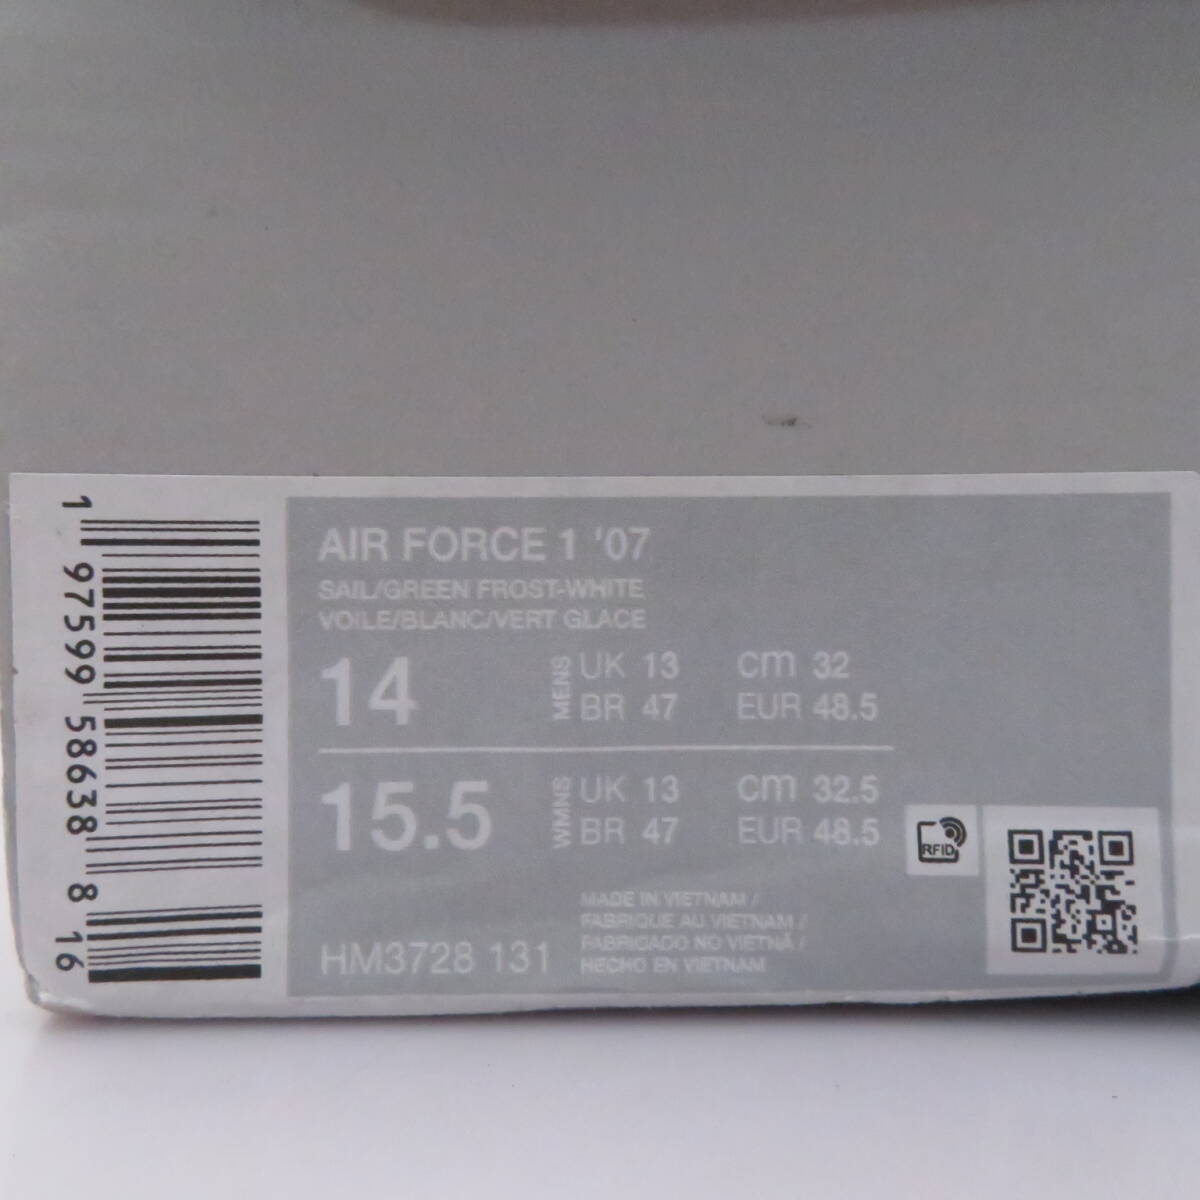 1 97599 58638 8 16
AIR FORCE 1 '07
SAIL/GREEN FROST-WHITE
VOILE/BLANC/VERT GLACE
14 MENS UK 13 cm 32
BR 47 EUR 48.5
15.5 WMNS UK 13 cm 32.5
BR 47 EUR 48.5
RFID
MADE IN VIETNAM /
FABRIQUE AU VIETNAM /
FABRICADO NO VIETNÃ /
HECHO EN VIETNAM
HM3728 131